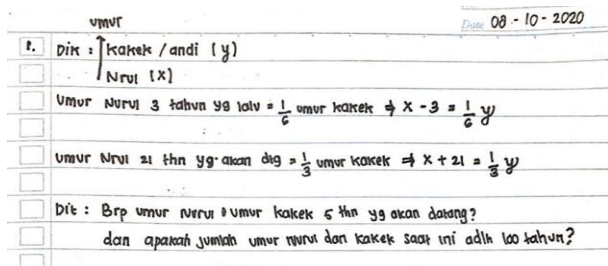 Date 08 - 10 - 2020
umur
1. Dik : Kakek / andi (y)
Nrul (x)
Umur Nurul 3 tahun yg lalu = 1/6 umur kakek ⇒ x - 3 = 1/6 y
Umur Nrul 21 thn yg akan dtg = 1/3 umur kakek ⇒ x + 21 = 1/3 y
Dit : Brp umur Nurul & umur kakek 5 thn yg akan datang?
dan apakah jumlah umur nurul dan kakek saat ini adlh 100 tahun?